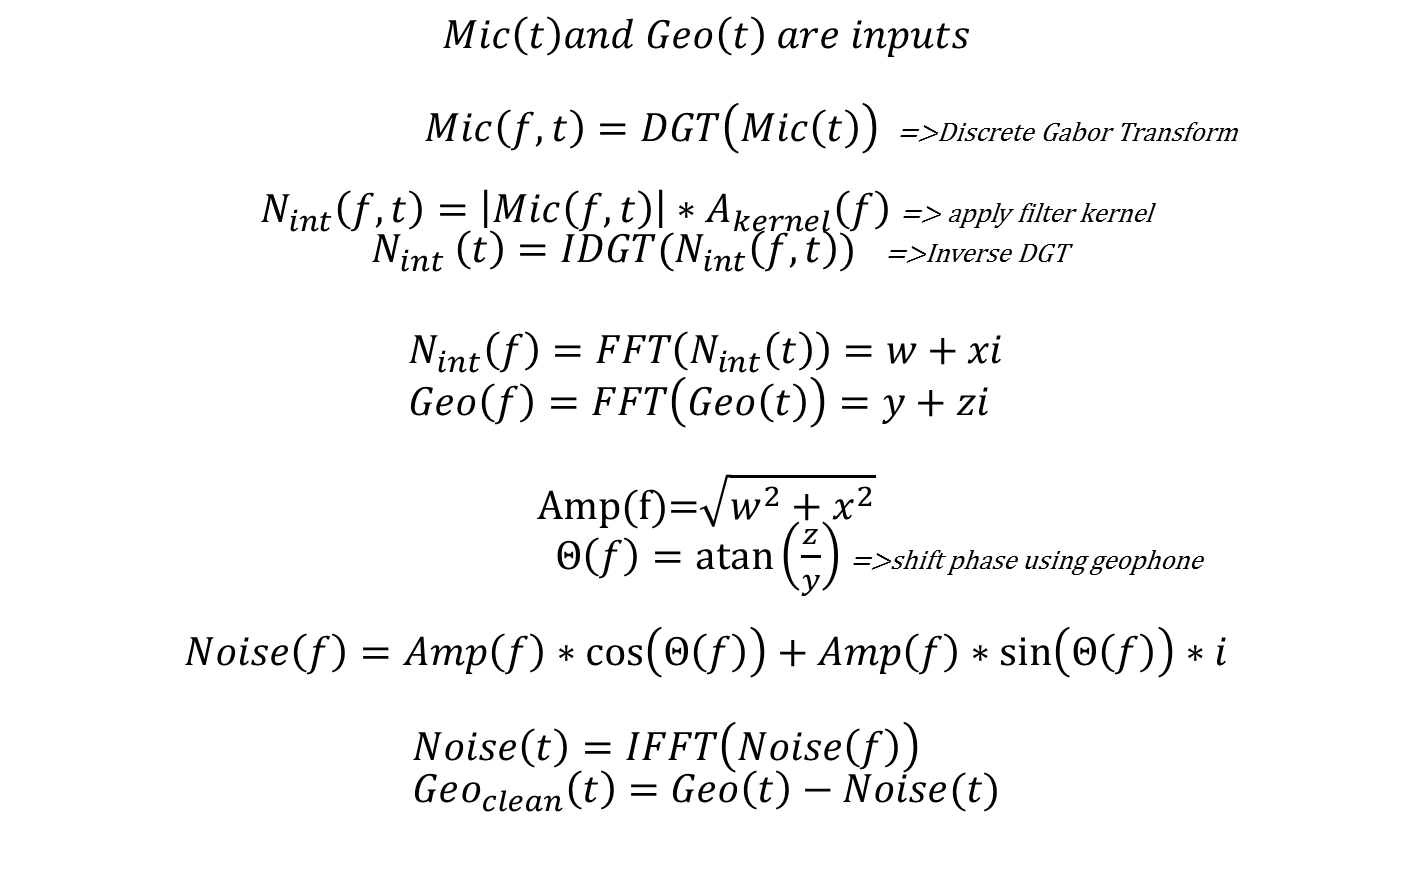 Mic(t)and Geo(t) are inputs
Mic(f,t) = DGT(Mic(t)) =>Discrete Gabor Transform
N_int(f,t) = |Mic(f,t)| * A_kernel(f) => apply filter kernel
N_int (t) = IDGT(N_int(f,t)) =>Inverse DGT
N_int(f) = FFT(N_int(t)) = w + xi
Geo(f) = FFT(Geo(t)) = y + zi
Amp(f)=√(w² + x²)
Θ(f) = atan(z/y) =>shift phase using geophone
Noise(f) = Amp(f) * cos(Θ(f)) + Amp(f) * sin(Θ(f)) * i
Noise(t) = IFFT(Noise(f))
Geo_clean(t) = Geo(t) − Noise(t)